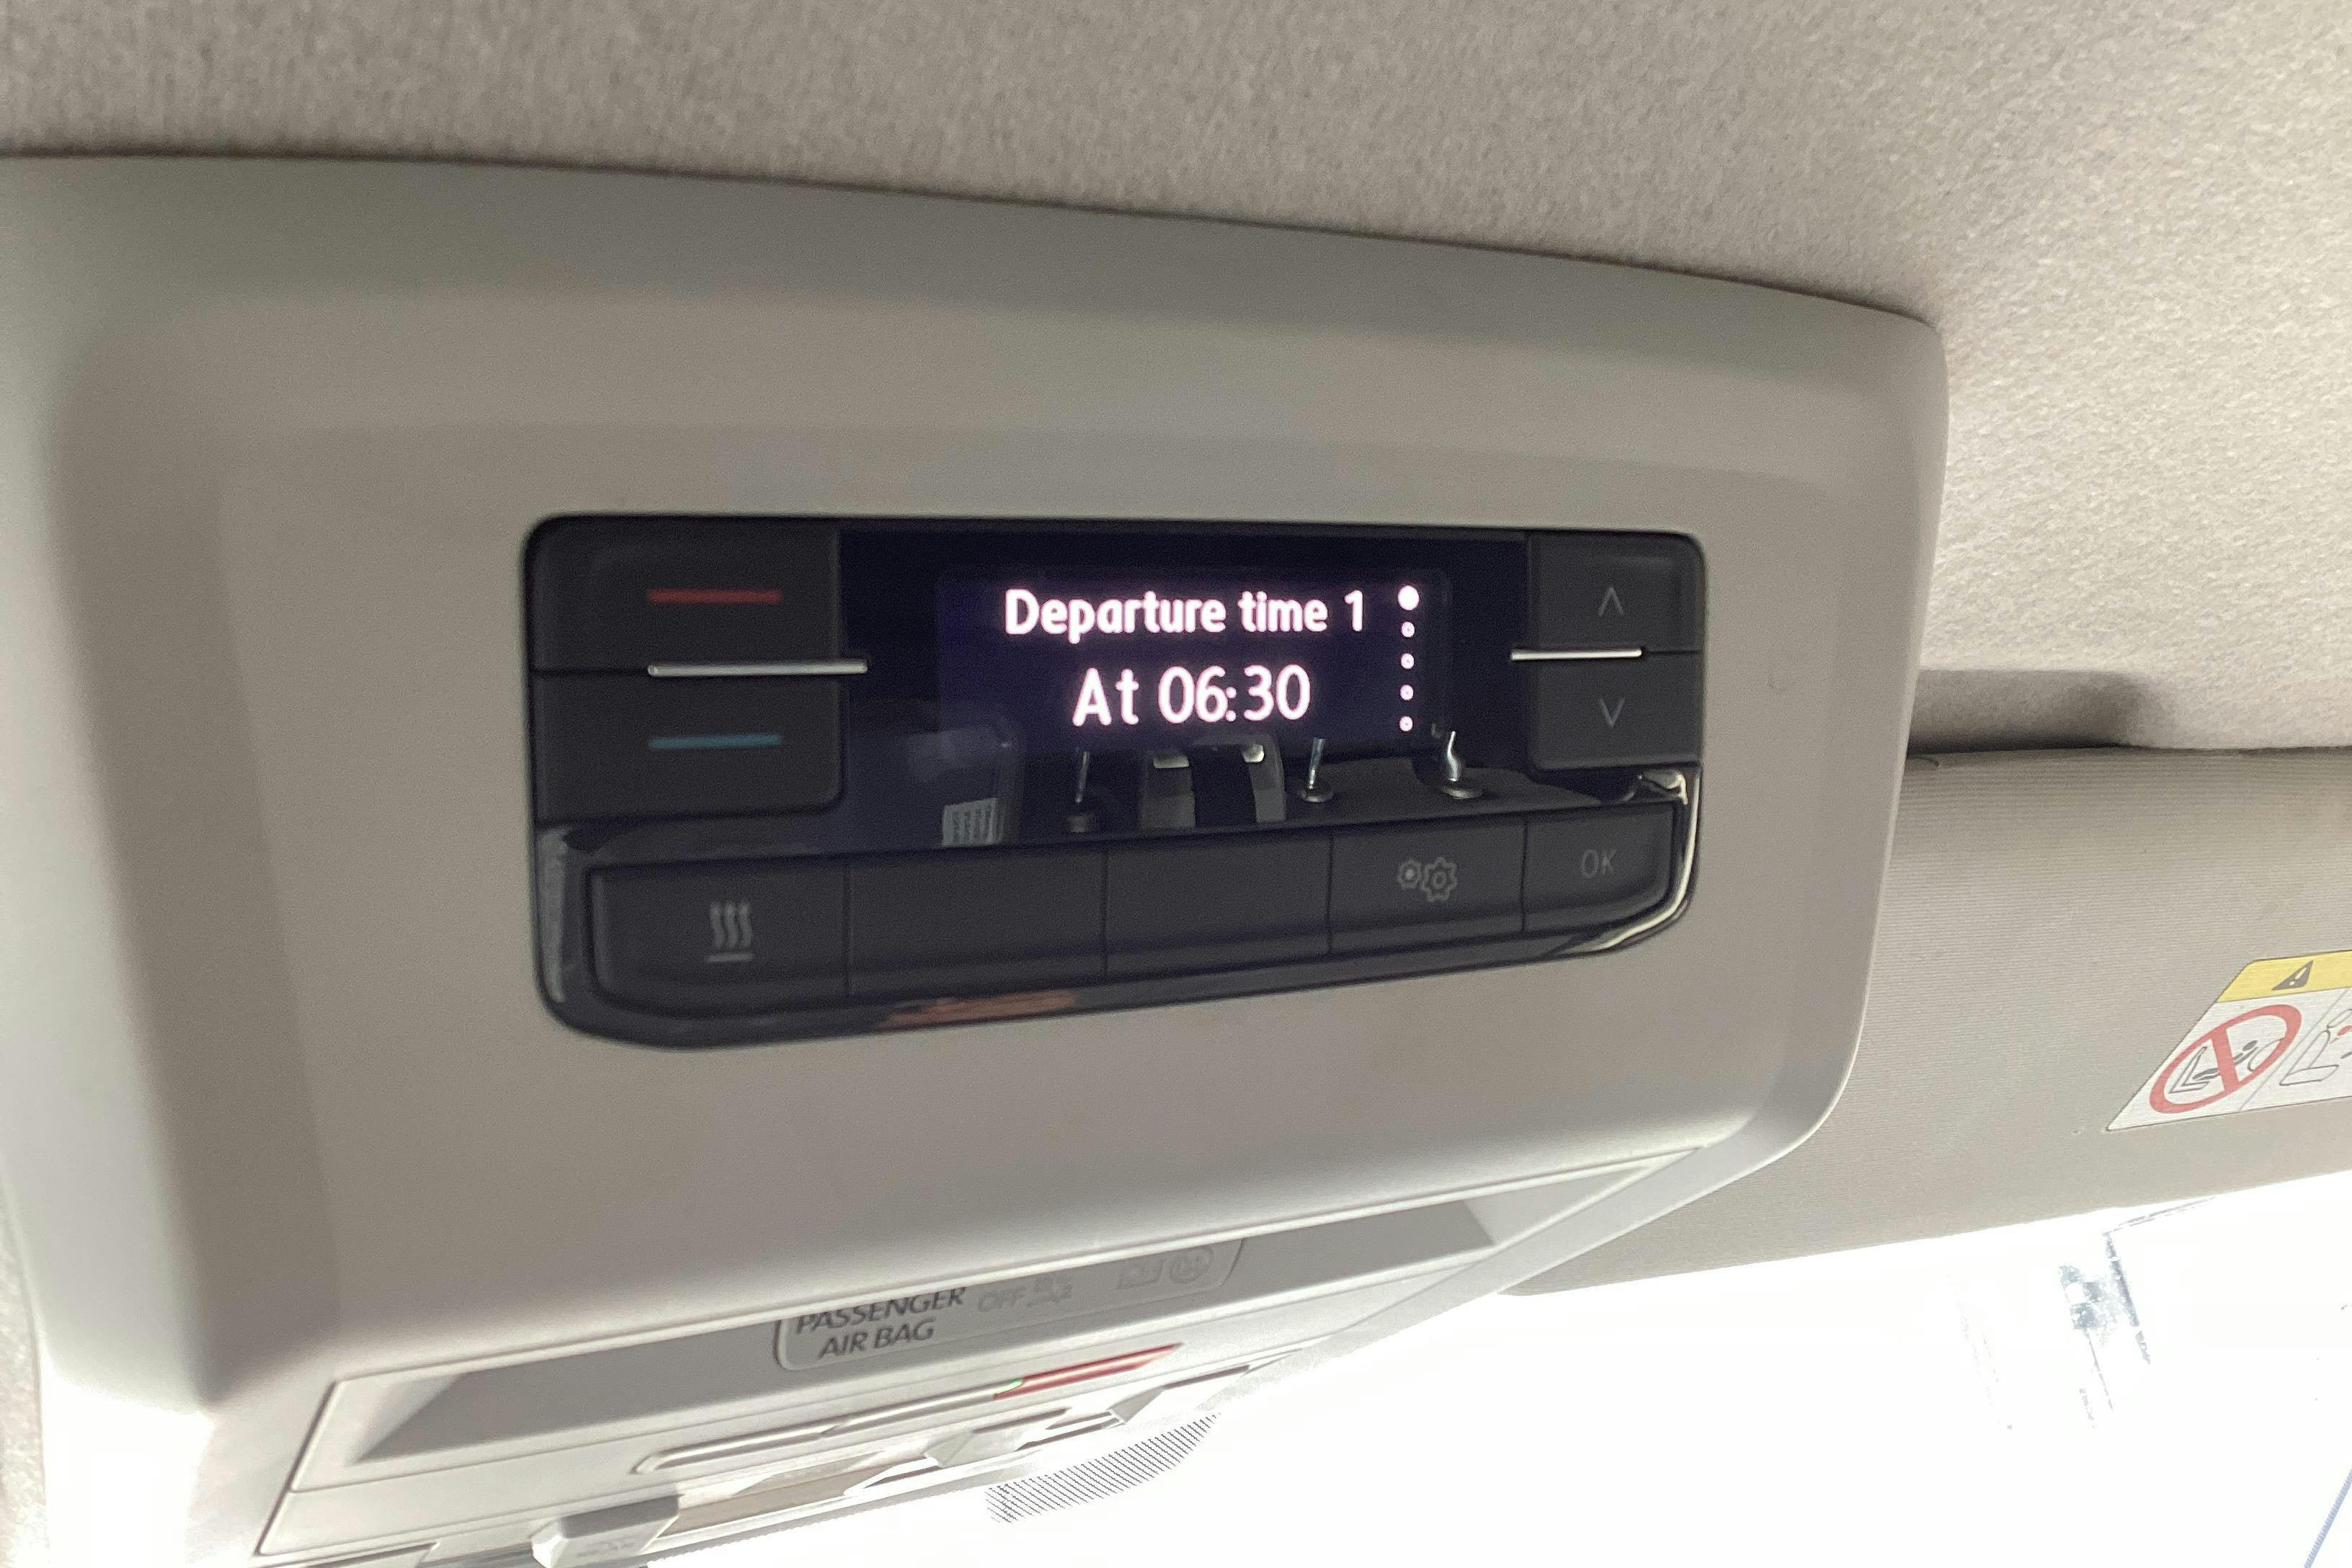 Departure time 1
At 06:30
OK
PASSENGER
AIR BAG
OFF